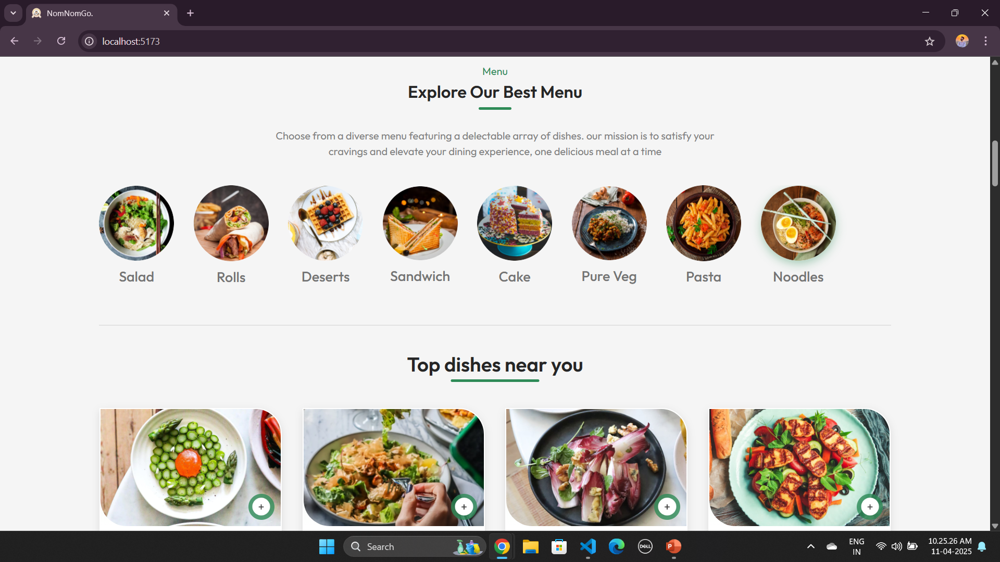 NomNomGo.
localhost:5173
Menu
Explore Our Best Menu
Choose from a diverse menu featuring a delectable array of dishes. our mission is to satisfy your
cravings and elevate your dining experience, one delicious meal at a time
Salad
Rolls
Deserts
Sandwich
Cake
Pure Veg
Pasta
Noodles
Top dishes near you
+
+
+
+
Search
DELL
P
ENG
IN
10.25.26 AM
11-04-2025